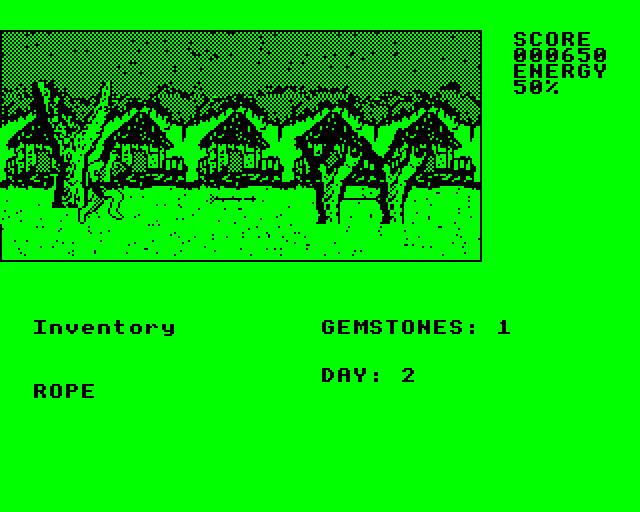 SCORE
000650
ENERGY
50%
Inventory
GEMSTONES: 1
DAY: 2
ROPE